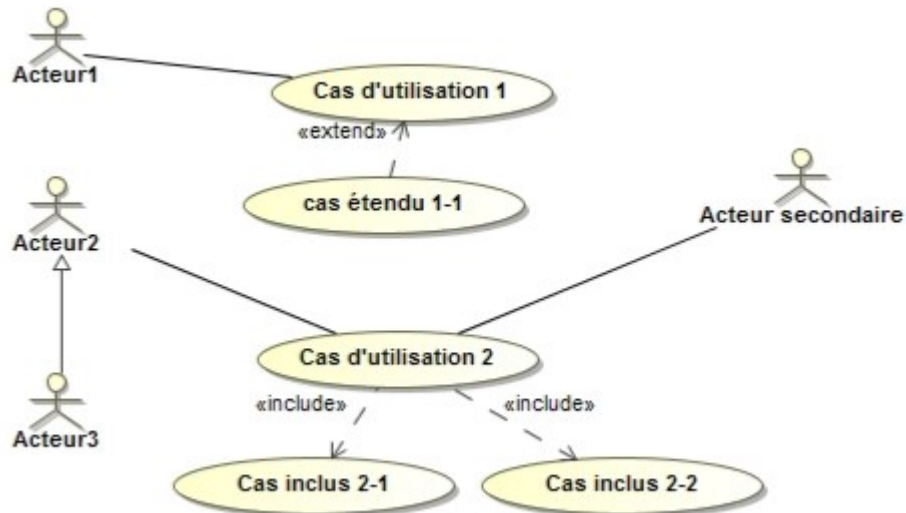 Acteur1
Cas d'utilisation 1
«extend»
cas étendu 1-1
Acteur secondaire
Acteur2
Cas d'utilisation 2
«include»
«include»
Acteur3
Cas inclus 2-1
Cas inclus 2-2